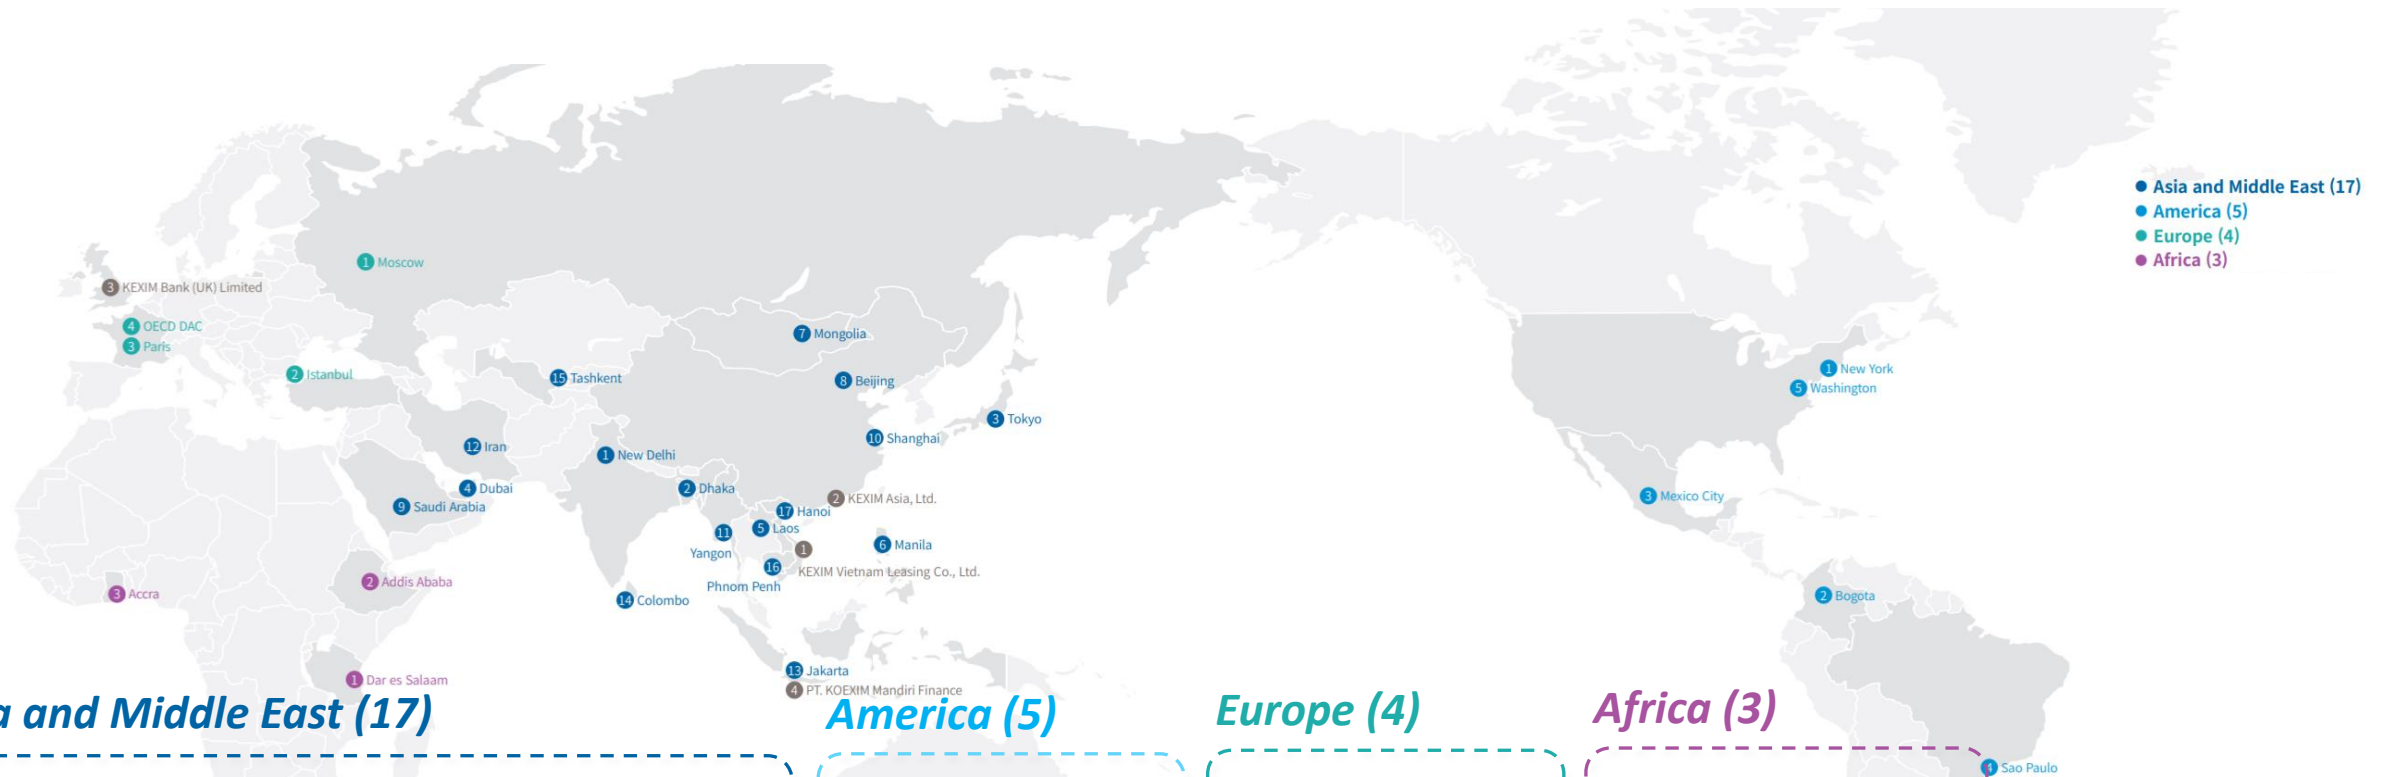 Asia and Middle East (17)
America (5)
Europe (4)
Africa (3)
1 Moscow
3 KEXIM Bank (UK) Limited
4 OECD DAC
3 Paris
2 Istanbul
7 Mongolia
15 Tashkent
8 Beijing
1 New York
5 Washington
3 Tokyo
10 Shanghai
12 Iran
1 New Delhi
4 Dubai
2 Dhaka
2 KEXIM Asia, Ltd.
3 Mexico City
9 Saudi Arabia
17 Hanoi
5 Laos
11
Yangon
6 Manila
1
KEXIM Vietnam Leasing Co., Ltd.
16
Phnom Penh
2 Addis Ababa
3 Accra
14 Colombo
2 Bogota
13 Jakarta
1 Dar es Salaam
4 PT. KOEXIM Mandiri Finance
a and Middle East (17)
America (5)
Europe (4)
Africa (3)
4 Sao Paulo